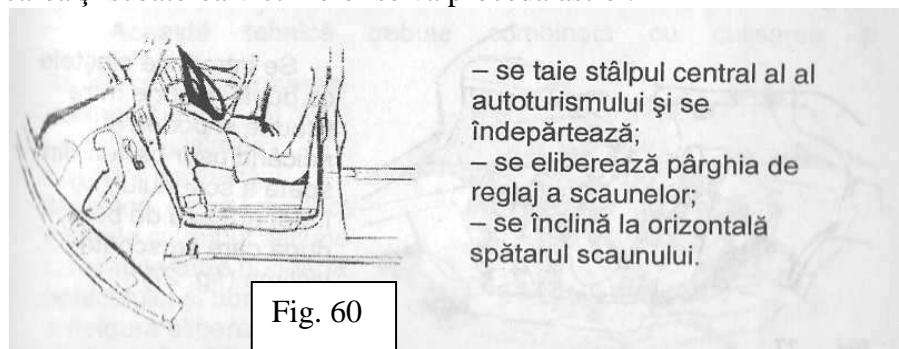 – se taie stâlpul central al al
autoturismului şi se
îndepărtează;
– se eliberează pârghia de
reglaj a scaunelor;
– se înclină la orizontală
spătarul scaunului.
Fig. 60